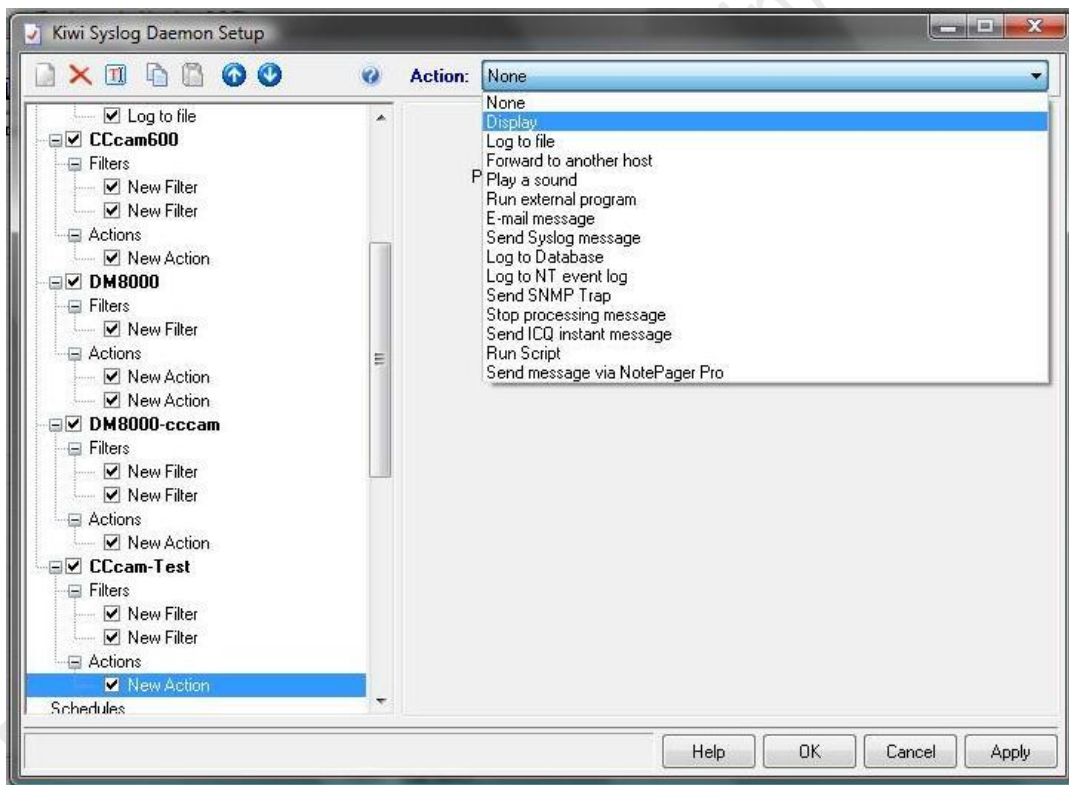 Kiwi Syslog Daemon Setup
Action: None
None
Display
Log to file
Forward to another host
Play a sound
Run external program
E-mail message
Send Syslog message
Log to Database
Log to NT event log
Send SNMP Trap
Stop processing message
Send ICQ instant message
Run Script
Send message via NotePager Pro
P
Log to file
CCcam600
Filters
New Filter
New Filter
Actions
New Action
DM8000
Filters
New Filter
Actions
New Action
New Action
DM8000-cccam
Filters
New Filter
New Filter
Actions
New Action
CCcam-Test
Filters
New Filter
New Filter
Actions
New Action
Schedules
Help
OK
Cancel
Apply